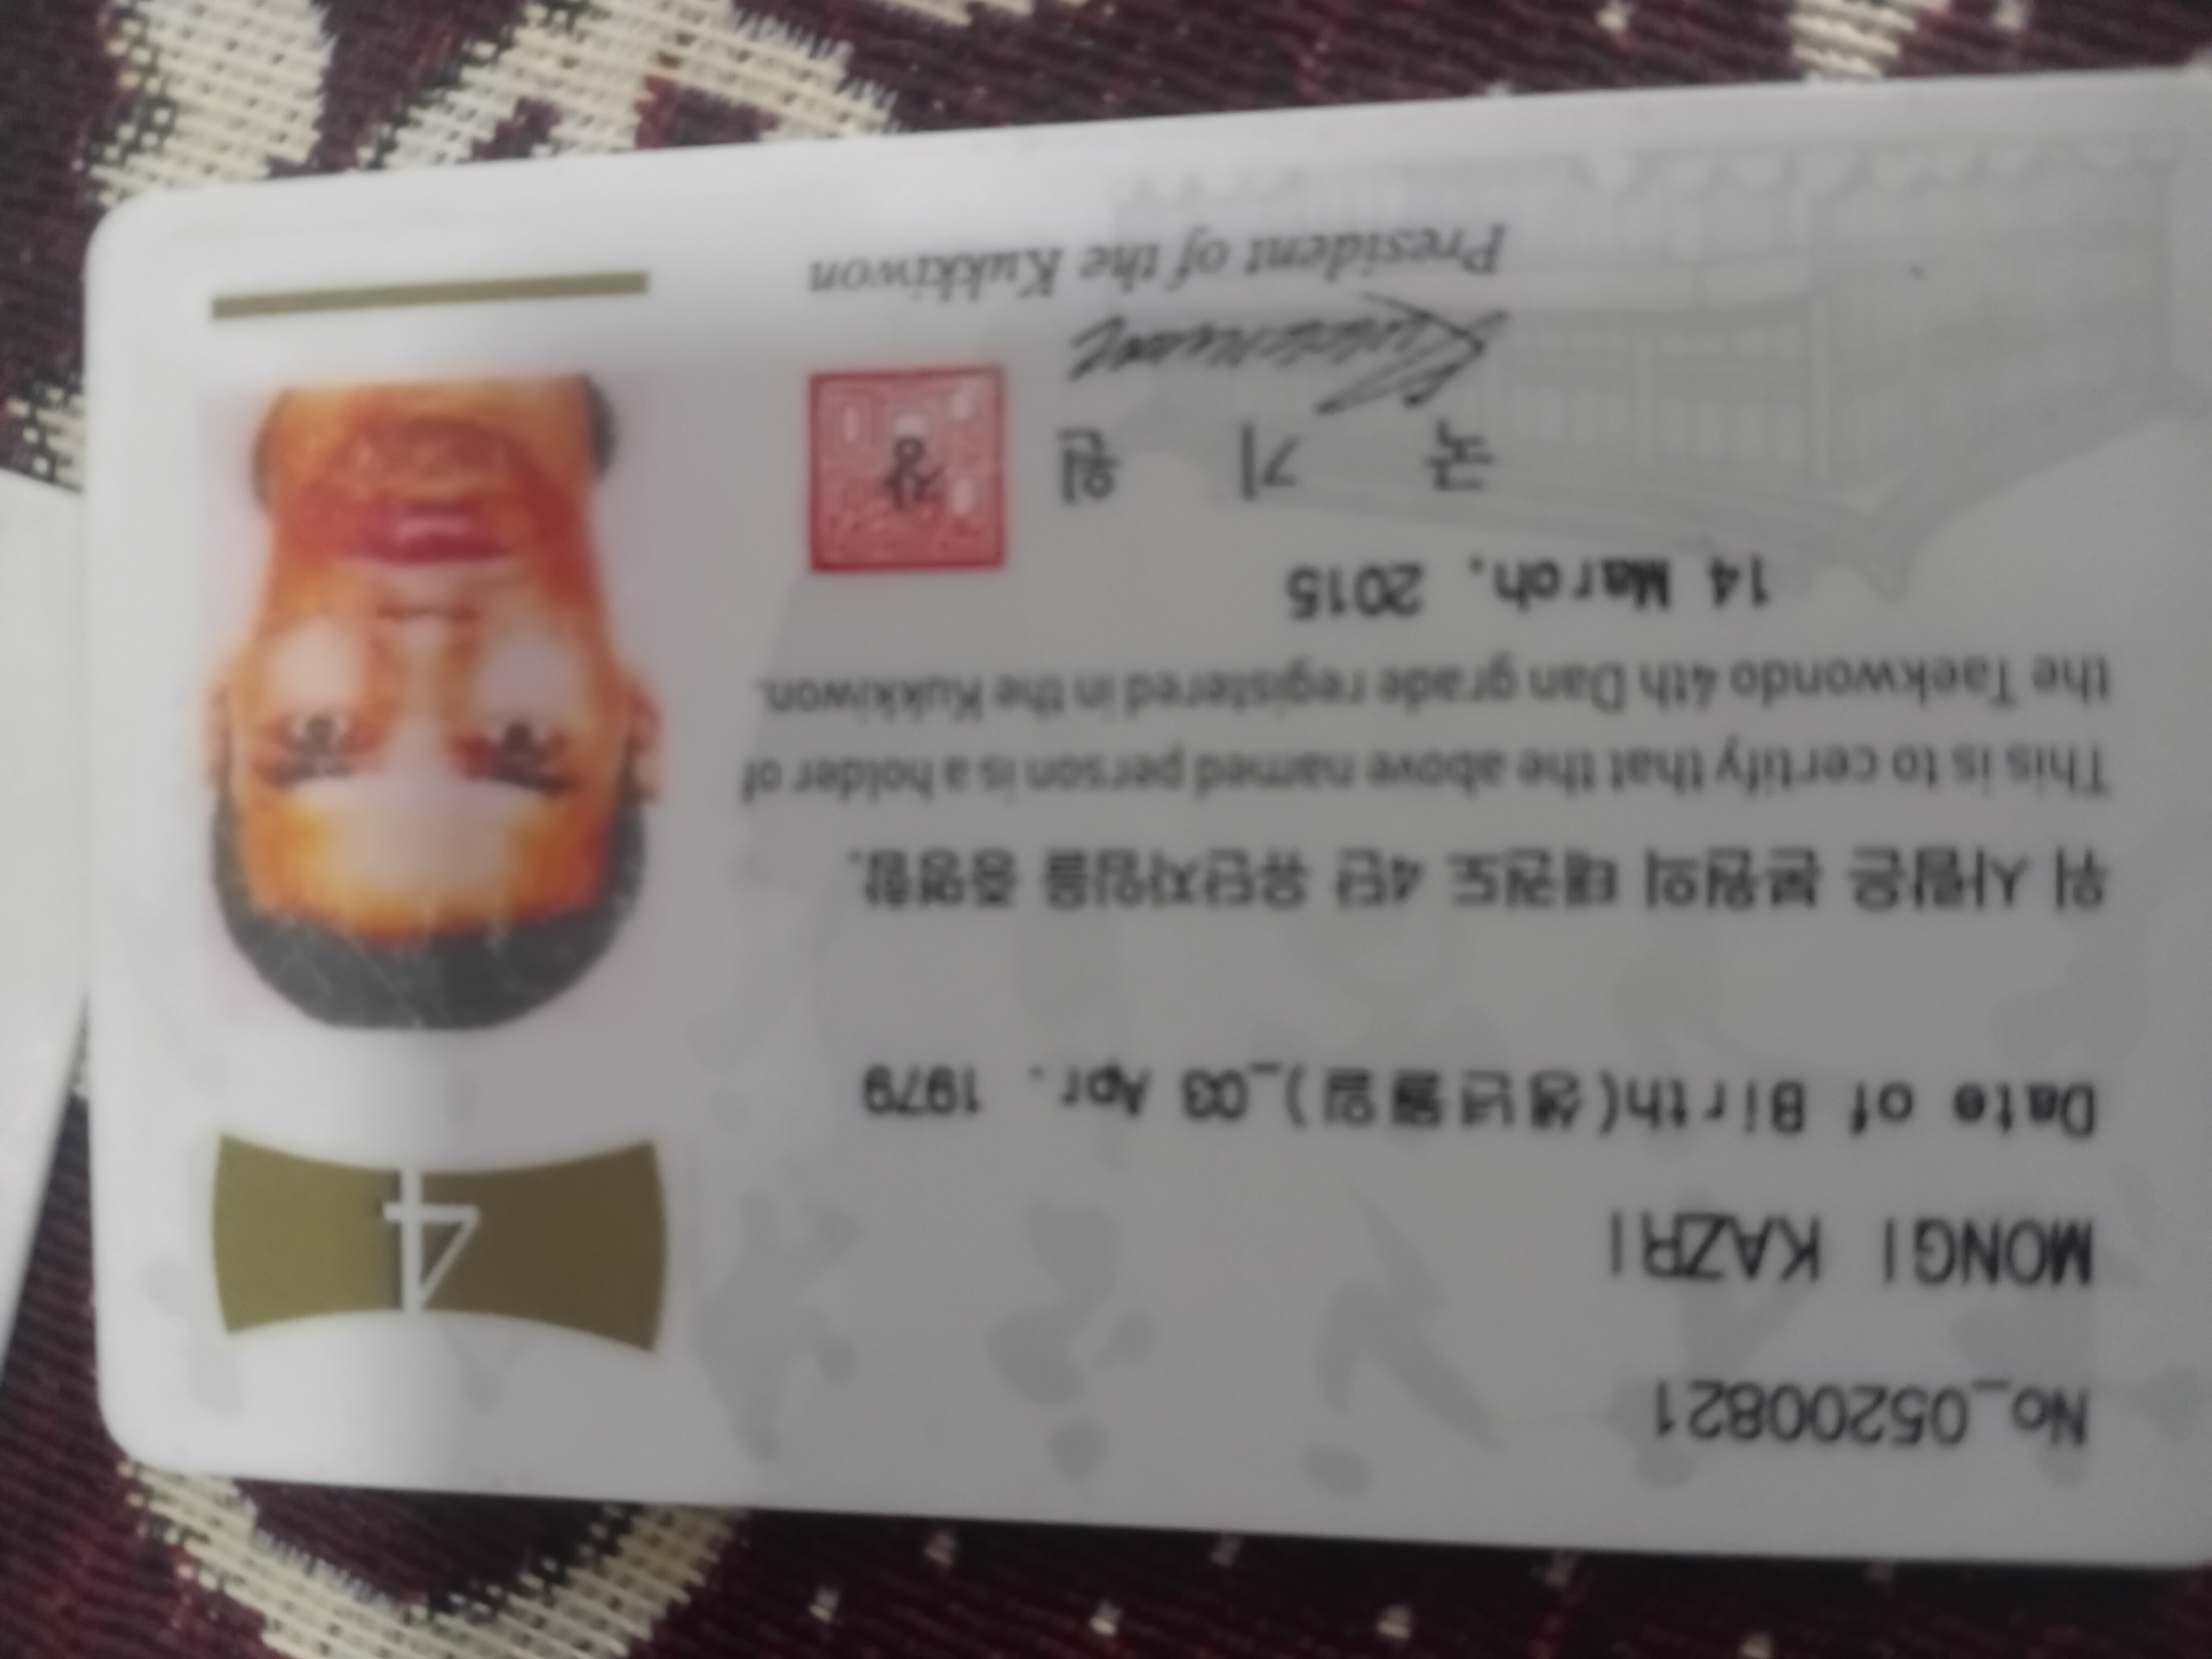 No_05200821
MONGI KAZRI
Date of Birth(생년월일)_03 Apr. 1979
위 사람은 본원의 태권도 4단 유단자임을 증명함.
This is to certify that the above named person is a holder of
the Taekwondo 4th Dan grade registered in the Kukkiwon.
14 March. 2015
국 기 원
President of the Kukkiwon
4